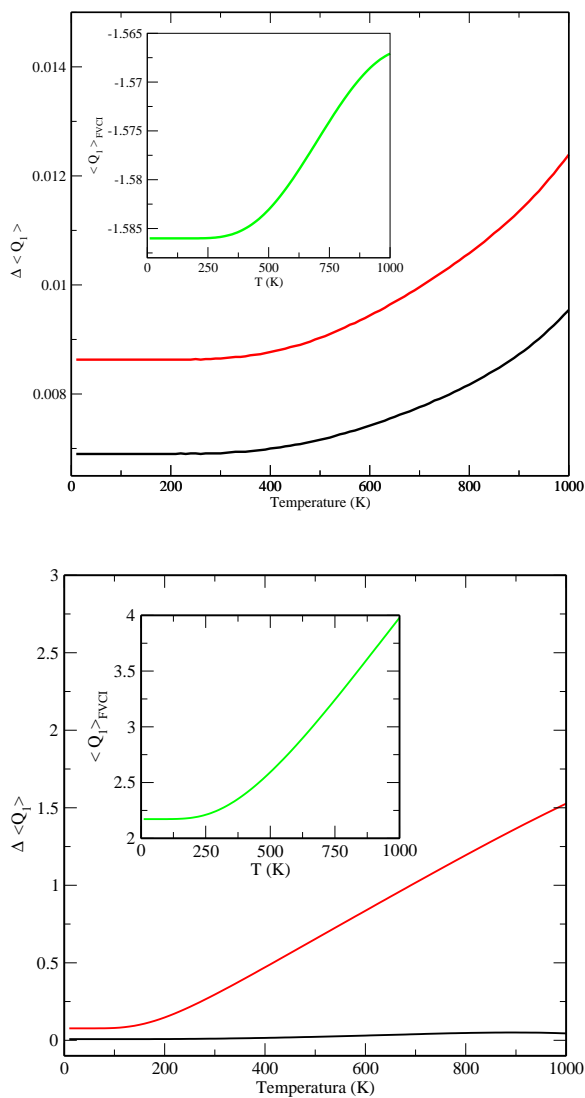 0.014
0.012
0.01
0.008
Δ < Q1 >
0 200 400 600 800 1000
Temperature (K)
-1.565
-1.57
-1.575
-1.58
-1.585
< Q1 >FVCI
0 250 500 750 1000
T (K)
3
2.5
2
1.5
1
0.5
0
Δ <Q1>
0 200 400 600 800 1000
Temperatura (K)
4
3.5
3
2.5
2
< Q1 >FVCI
0 250 500 750 1000
T (K)